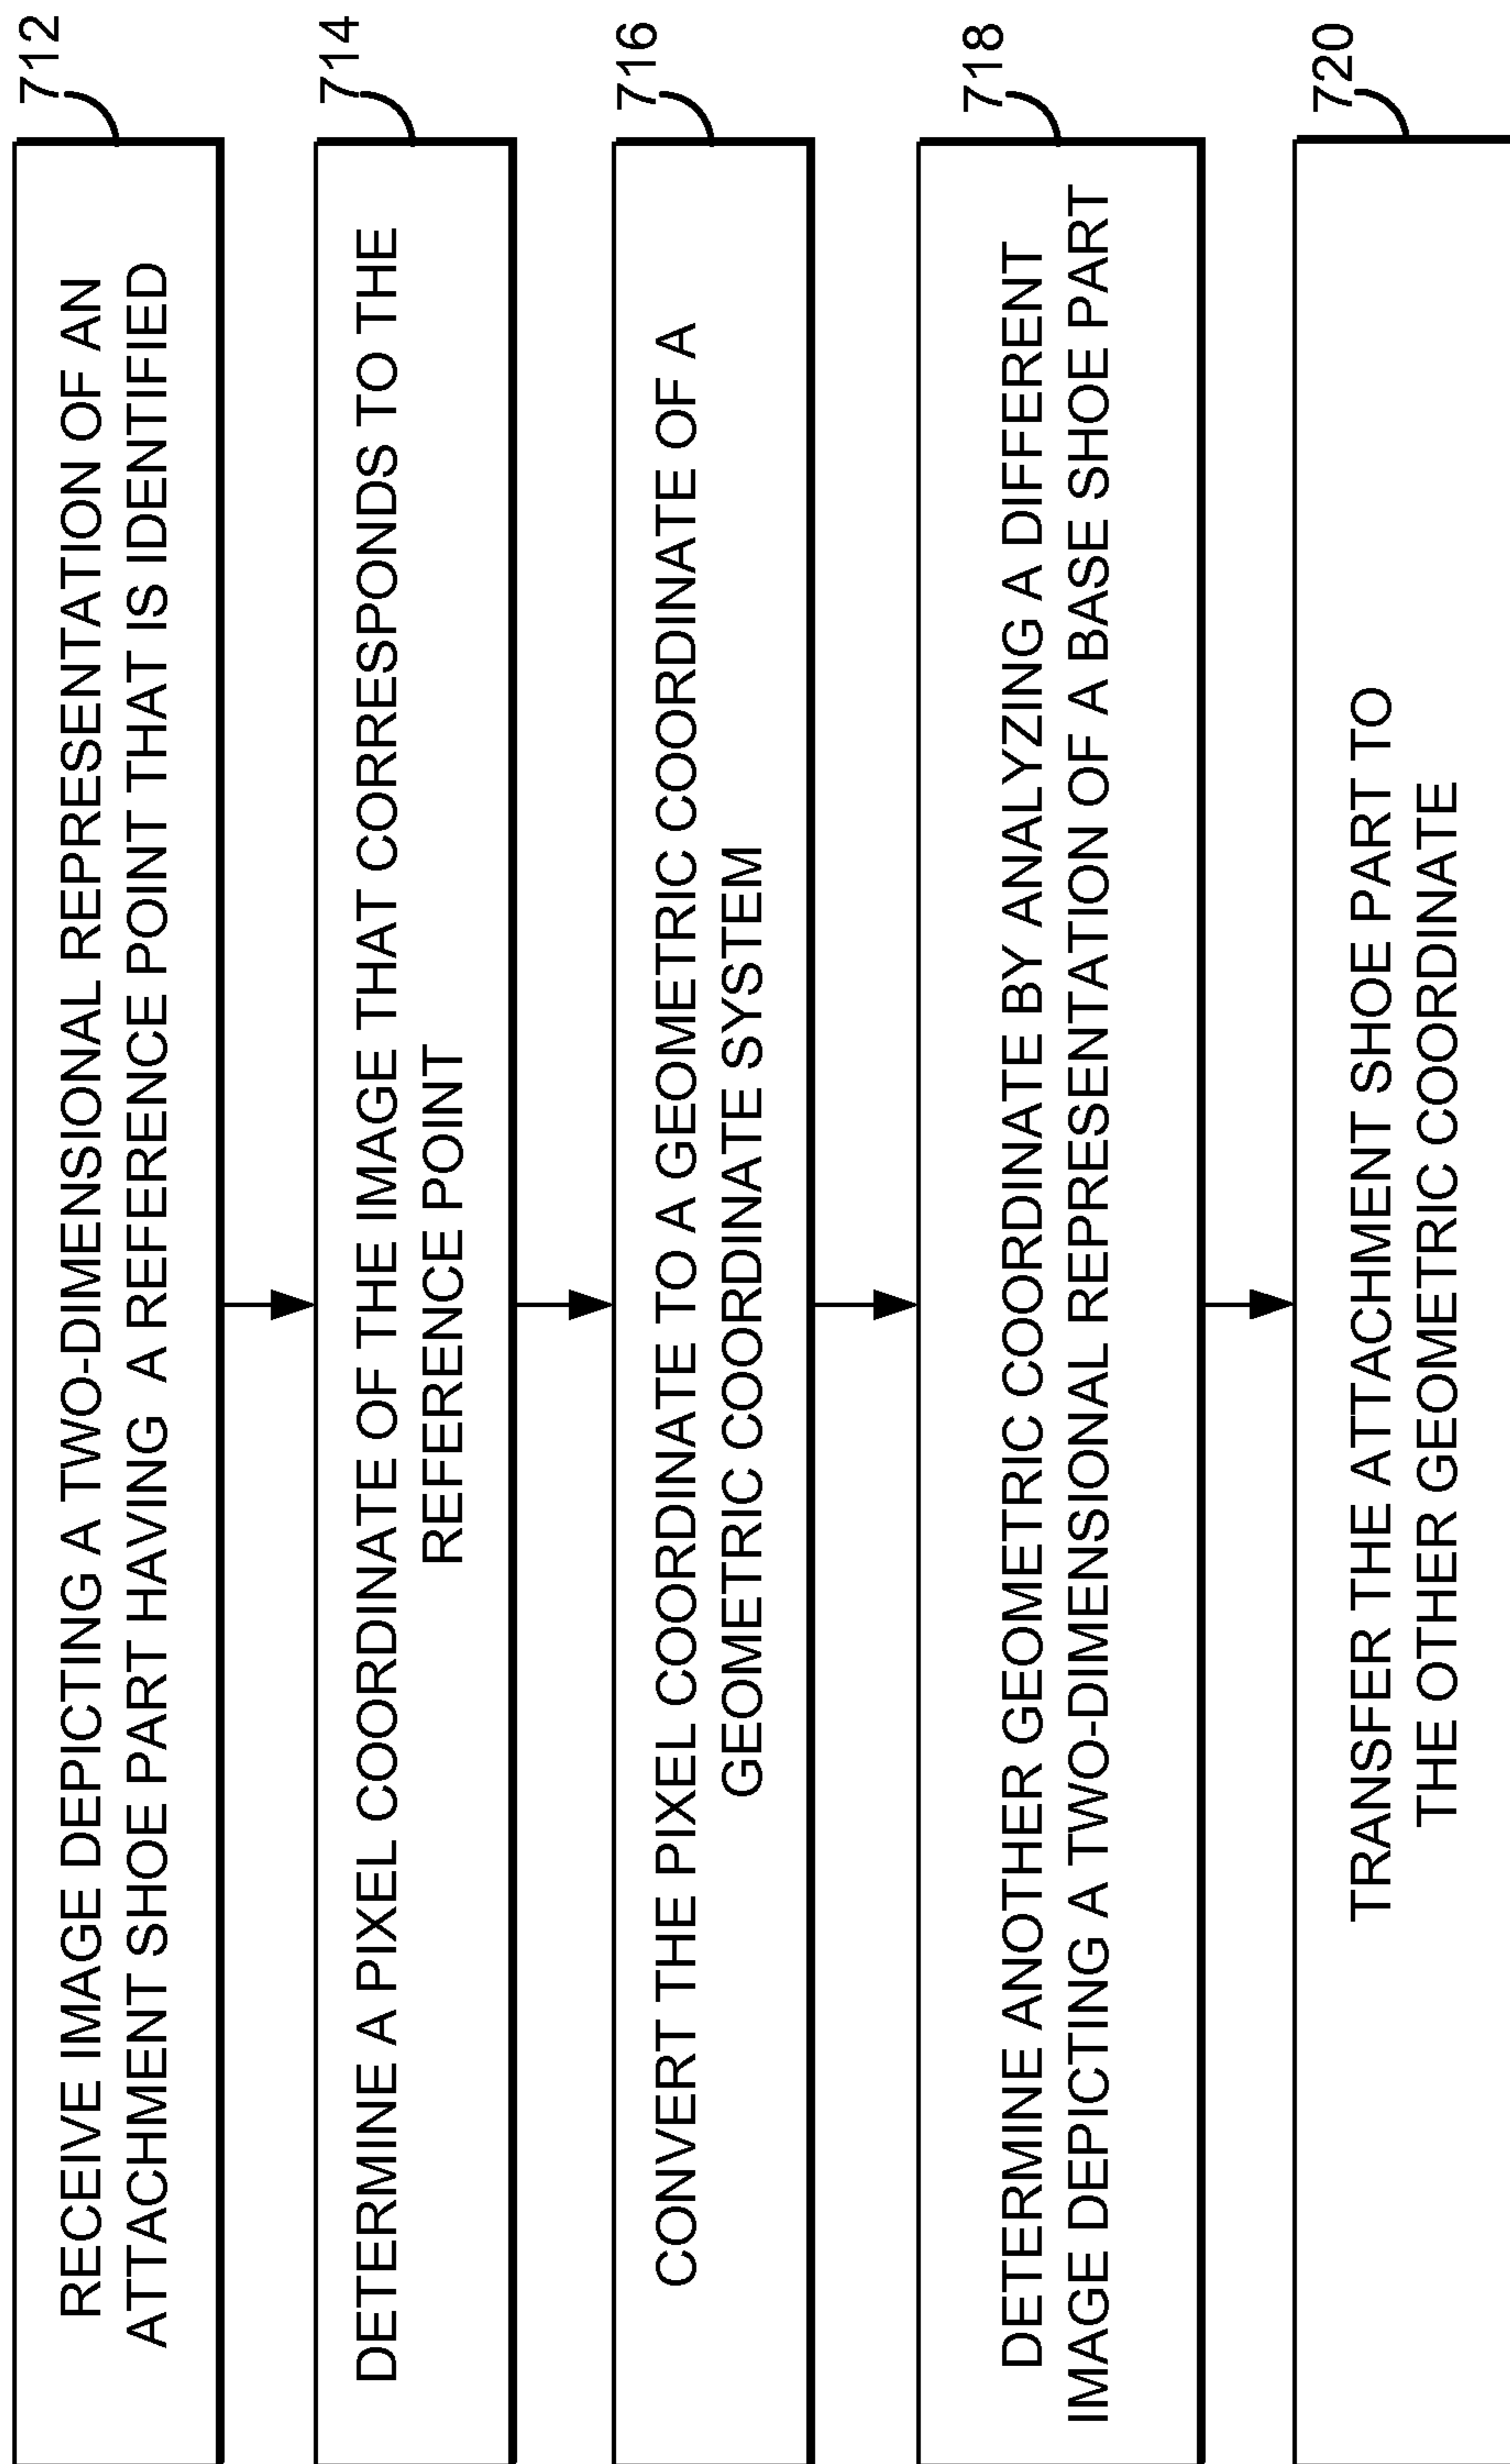 712
RECEIVE IMAGE DEPICTING A TWO-DIMENSIONAL REPRESENTATION OF AN
ATTACHMENT SHOE PART HAVING A REFERENCE POINT THAT IS IDENTIFIED
714
DETERMINE A PIXEL COORDINATE OF THE IMAGE THAT CORRESPONDS TO THE
REFERENCE POINT
716
CONVERT THE PIXEL COORDINATE TO A GEOMETRIC COORDINATE OF A
GEOMETRIC COORDINATE SYSTEM
718
DETERMINE ANOTHER GEOMETRIC COORDINATE BY ANALYZING A DIFFERENT
IMAGE DEPICTING A TWO-DIMENSIONAL REPRESENTATION OF A BASE SHOE PART
720
TRANSFER THE ATTACHMENT SHOE PART TO
THE OTHER GEOMETRIC COORDINATE